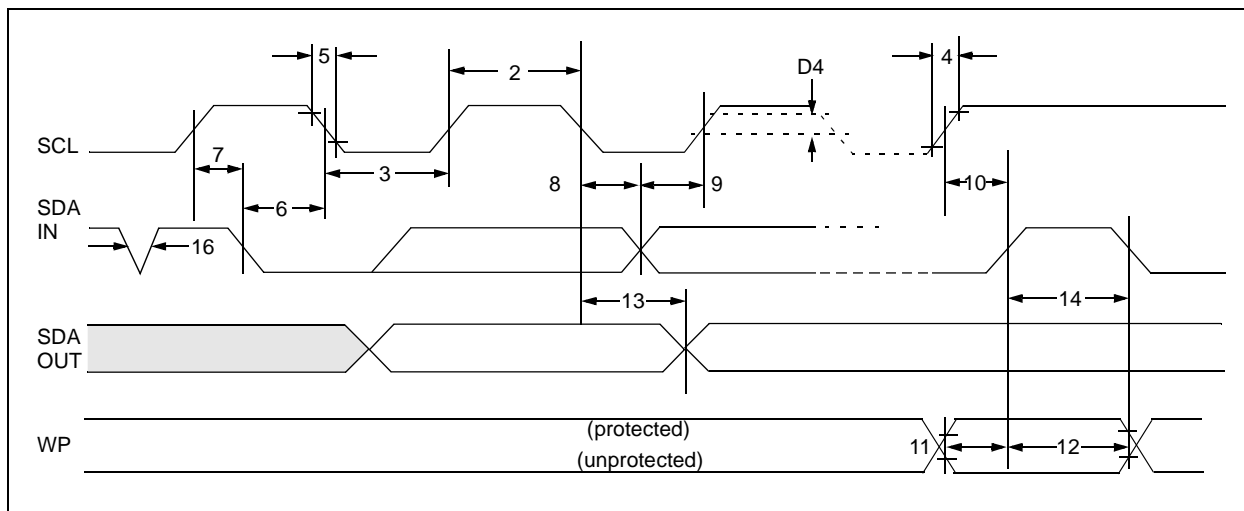 5
2
D4
4
SCL
7
3
8
9
10
6
SDA
IN
16
13
14
SDA
OUT
WP
(protected)
(unprotected)
11
12